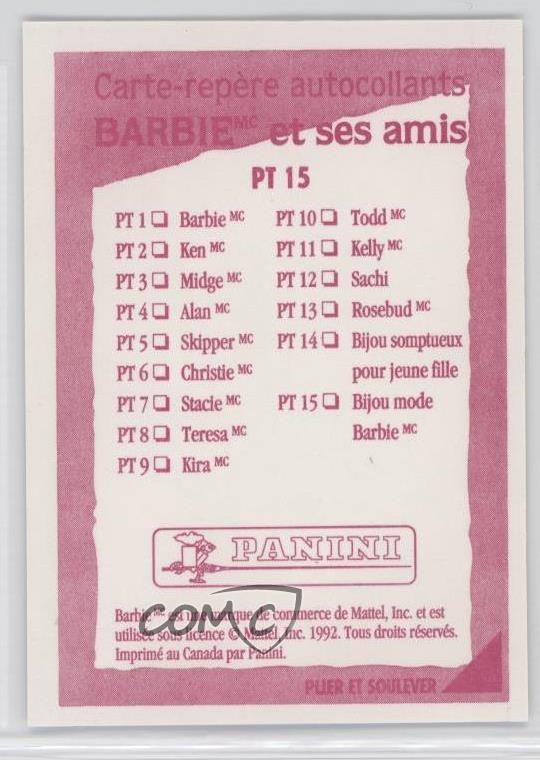 Carte-repère autocollants
BARBIE MC et ses amis
PT 15
PT 1 ❏ Barbie MC
PT 2 ❏ Ken MC
PT 3 ❏ Midge MC
PT 4 ❏ Alan MC
PT 5 ❏ Skipper MC
PT 6 ❏ Christie MC
PT 7 ❏ Stacie MC
PT 8 ❏ Teresa MC
PT 9 ❏ Kira MC
PT 10 ❏ Todd MC
PT 11 ❏ Kelly MC
PT 12 ❏ Sachi
PT 13 ❏ Rosebud MC
PT 14 ❏ Bijou somptueux
pour jeune fille
PT 15 ❏ Bijou mode
Barbie MC
PANINI
Barbie MC est une marque de commerce de Mattel, Inc. et est
utilisée sous licence © Mattel, Inc. 1992. Tous droits réservés.
Imprimé au Canada par Panini.
COMC
PLIER ET SOULEVER